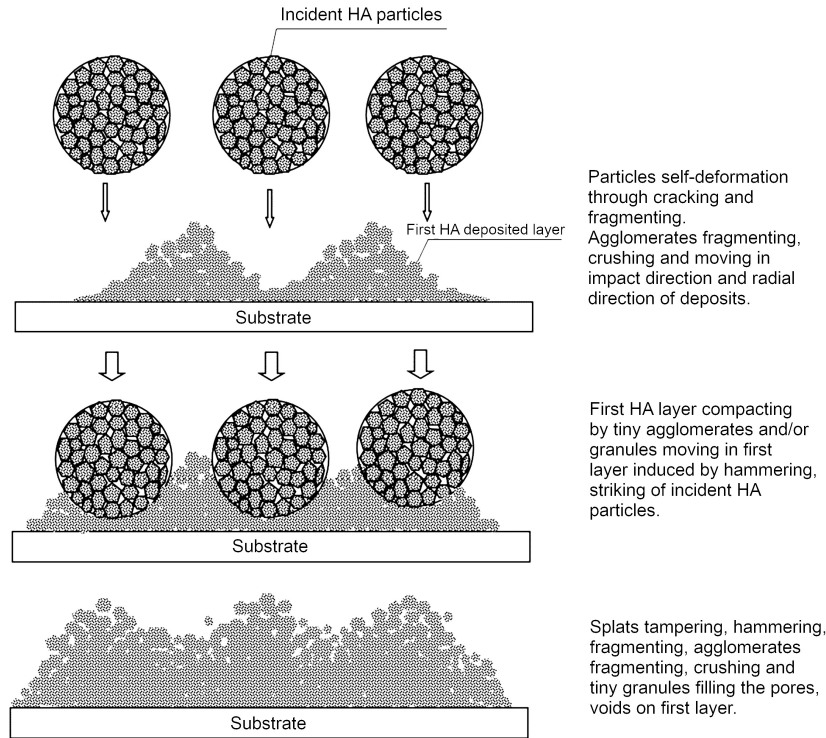 Incident HA particles
Particles self-deformation
through cracking and
fragmenting.
Agglomerates fragmenting,
crushing and moving in
impact direction and radial
direction of deposits.
First HA deposited layer
Substrate
First HA layer compacting
by tiny agglomerates and/or
granules moving in first
layer induced by hammering,
striking of incident HA
particles.
Substrate
Splats tampering, hammering,
fragmenting, agglomerates
fragmenting, crushing and
tiny granules filling the pores,
voids on first layer.
Substrate